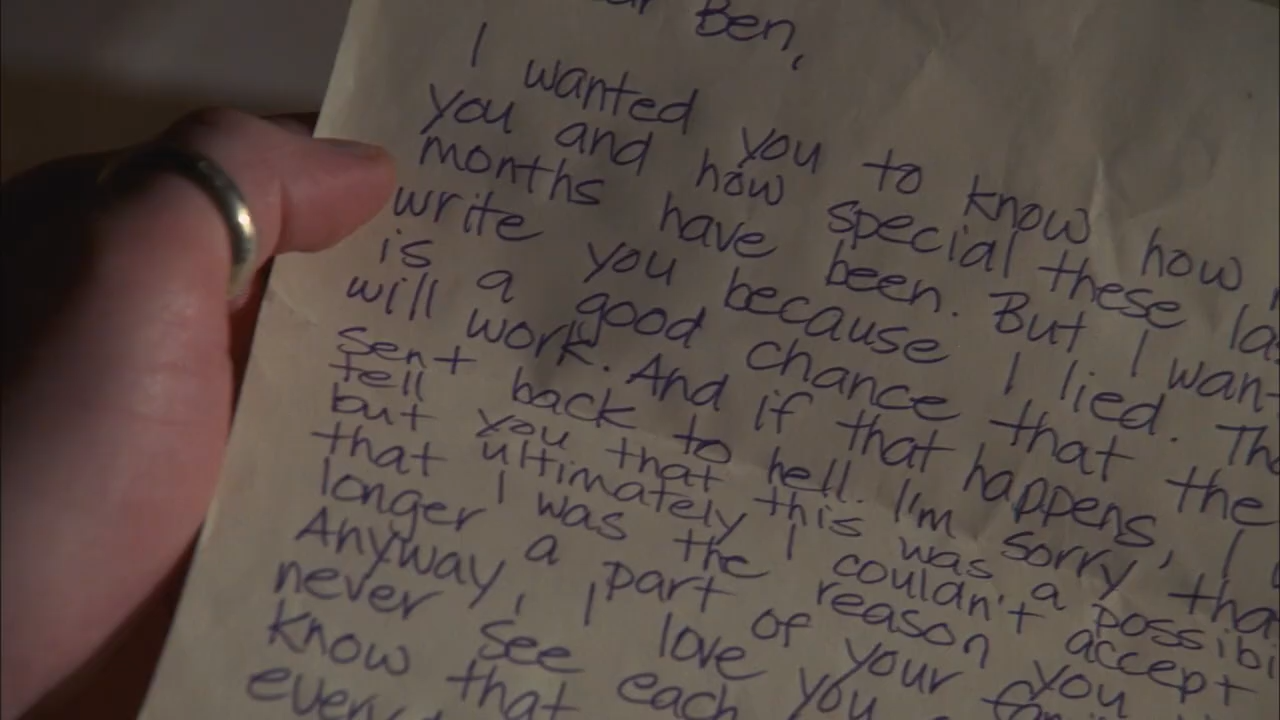 Ben,
I wanted you to know how
you and how special these la
months have been. But I want
write you because I lied. The
is a good chance that the
will work. And if that happens, I
sent back to hell. I'm sorry tha
tell you that this was a possibi
but ultimately I couldn't accept
that I was the reason you
longer a part of your
Anyway, I love you
never see each
know that
every